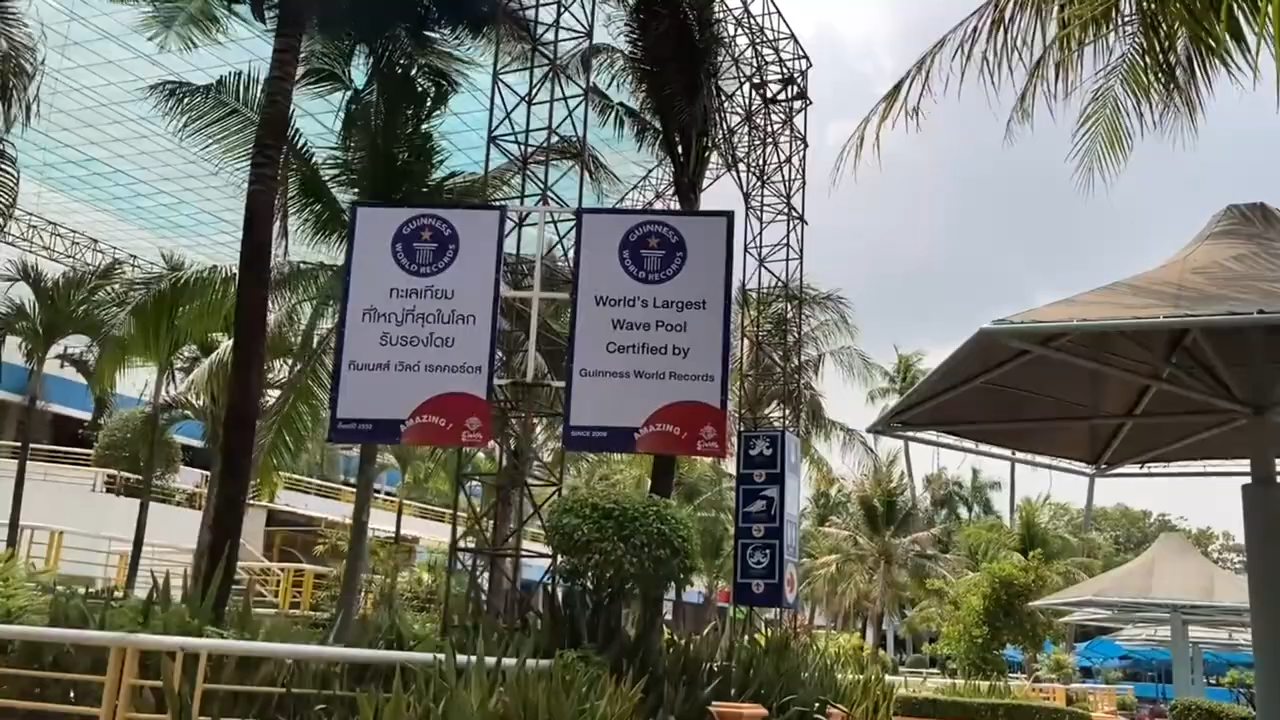 GUINNESS
WORLD RECORDS
ทะเลเทียม
ที่ใหญ่ที่สุดในโลก
รับรองโดย
กินเนสส์ เวิลด์ เรคคอร์ดส
AMAZING !
GUINNESS
WORLD RECORDS
World's Largest
Wave Pool
Certified by
Guinness World Records
SINCE 2009
AMAZING !